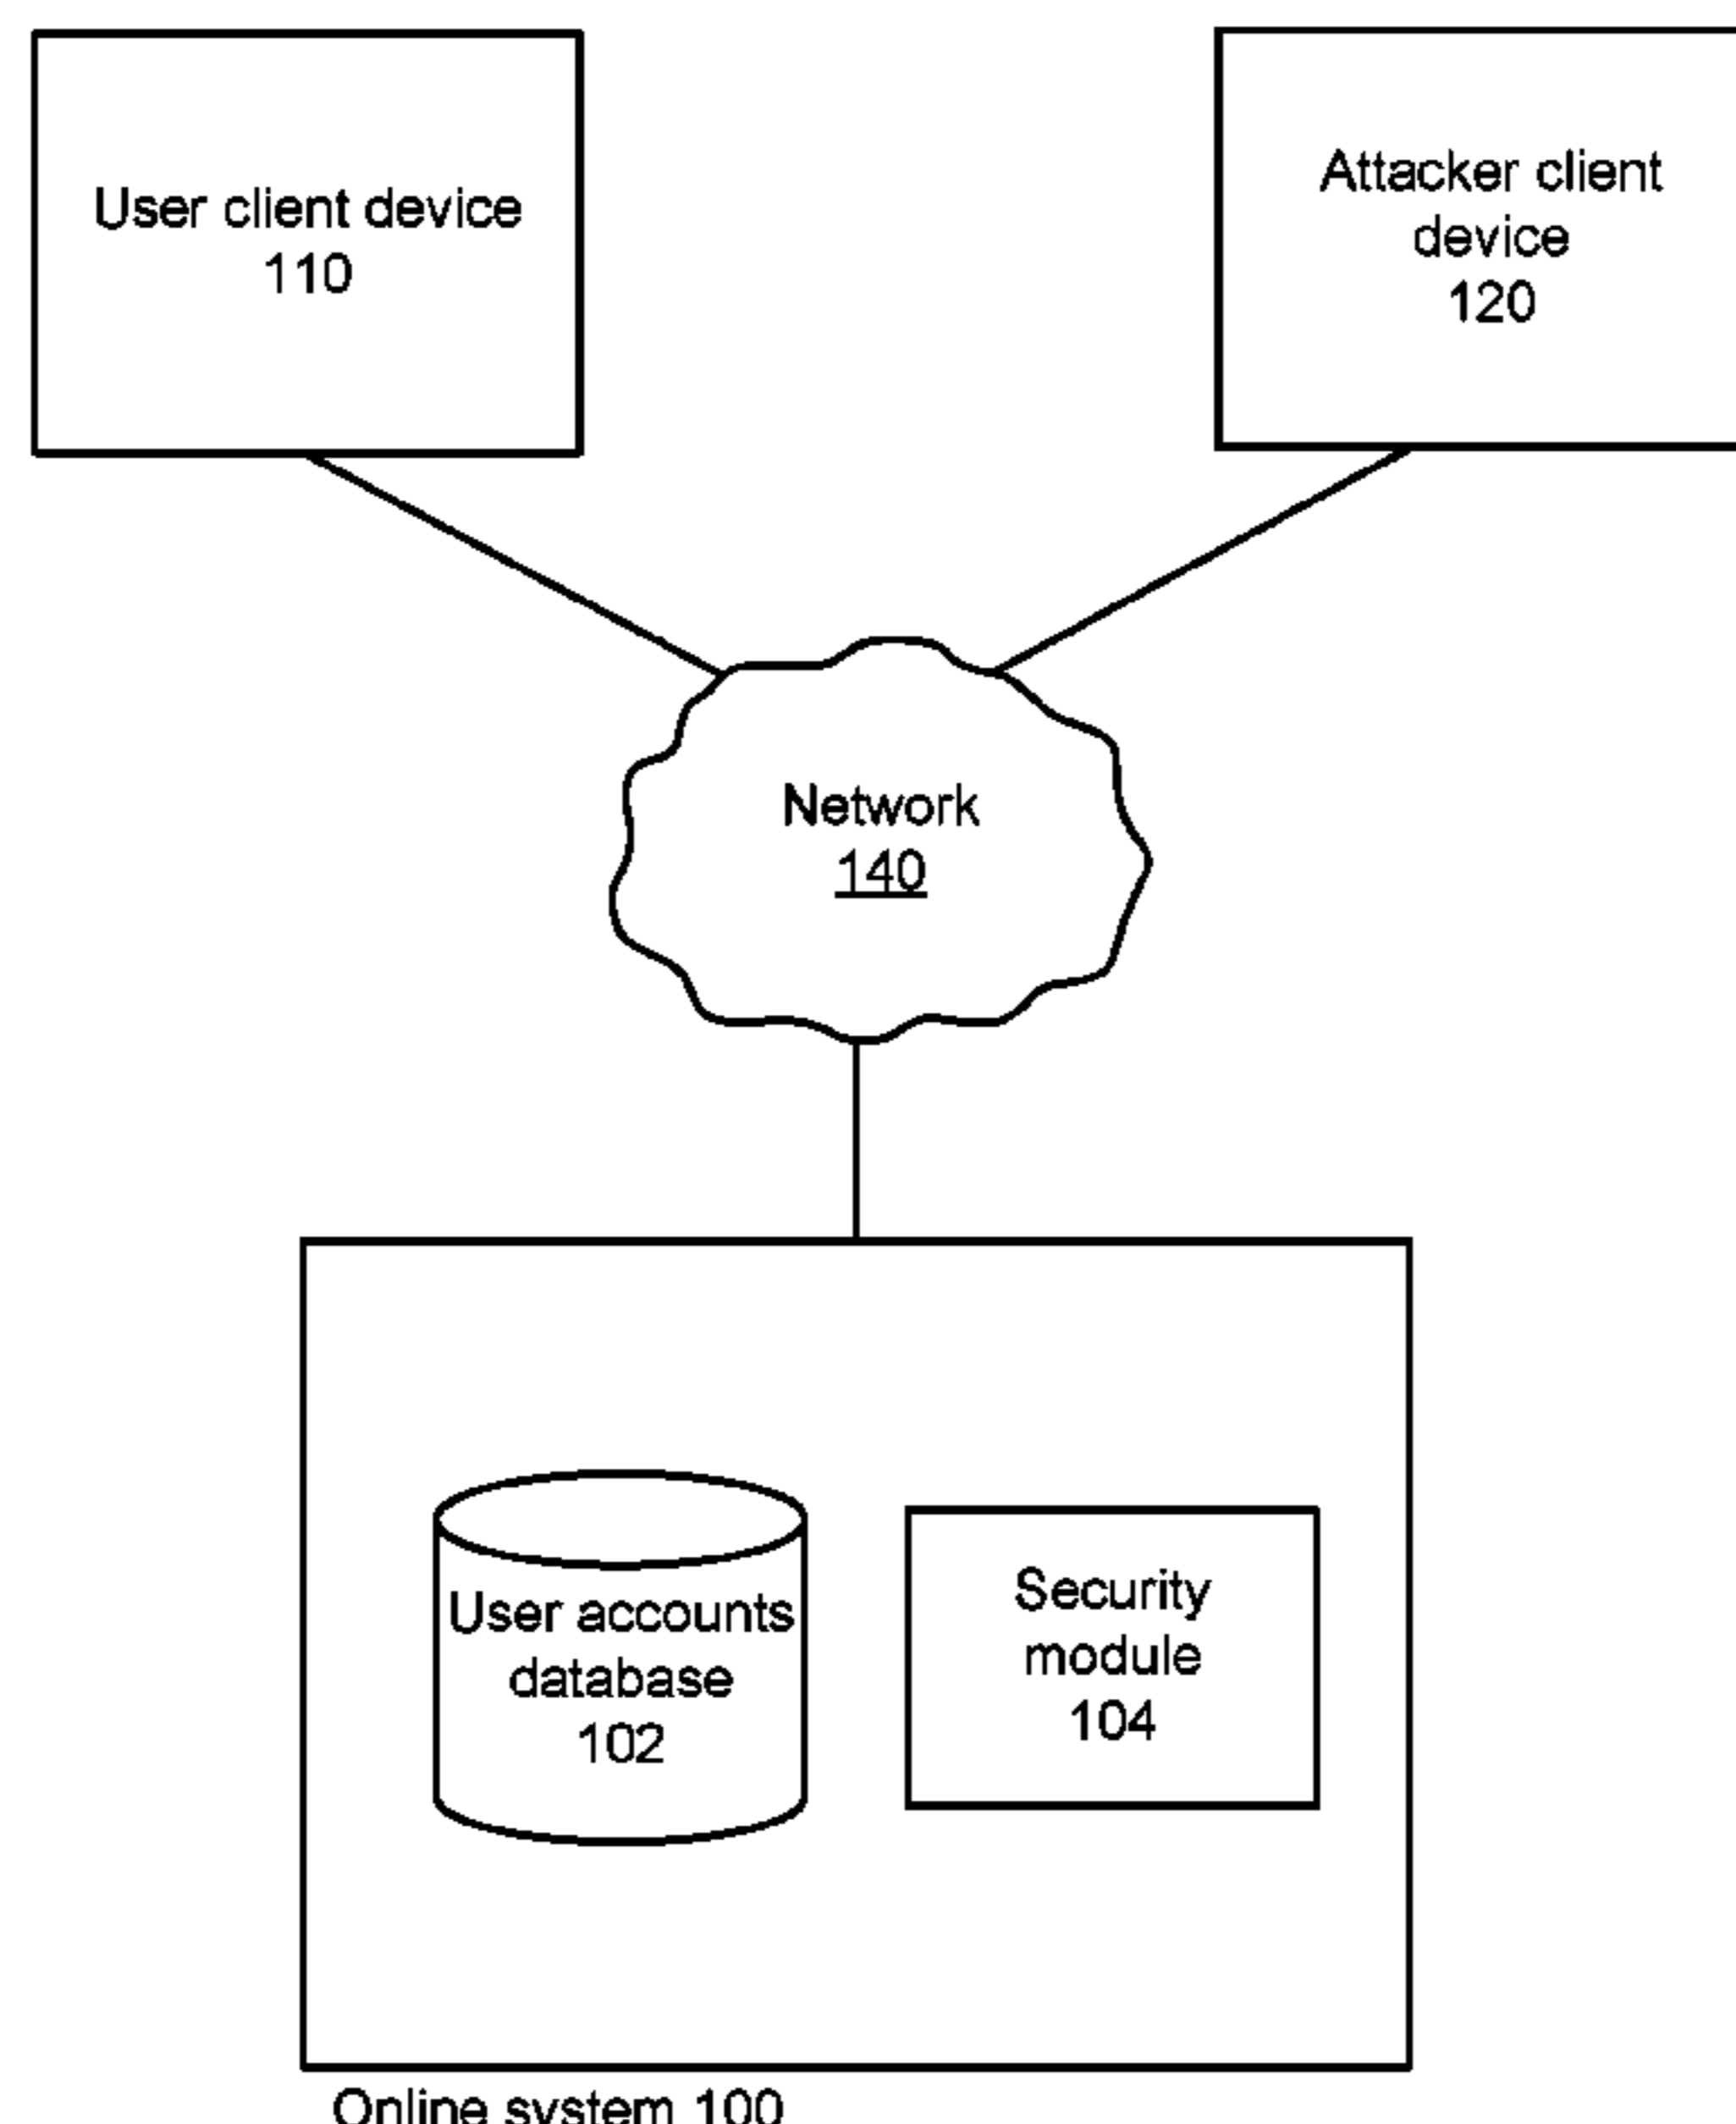 User client device
110
Attacker client
device
120
Network
140
User accounts
database
102
Security
module
104
Online system 100